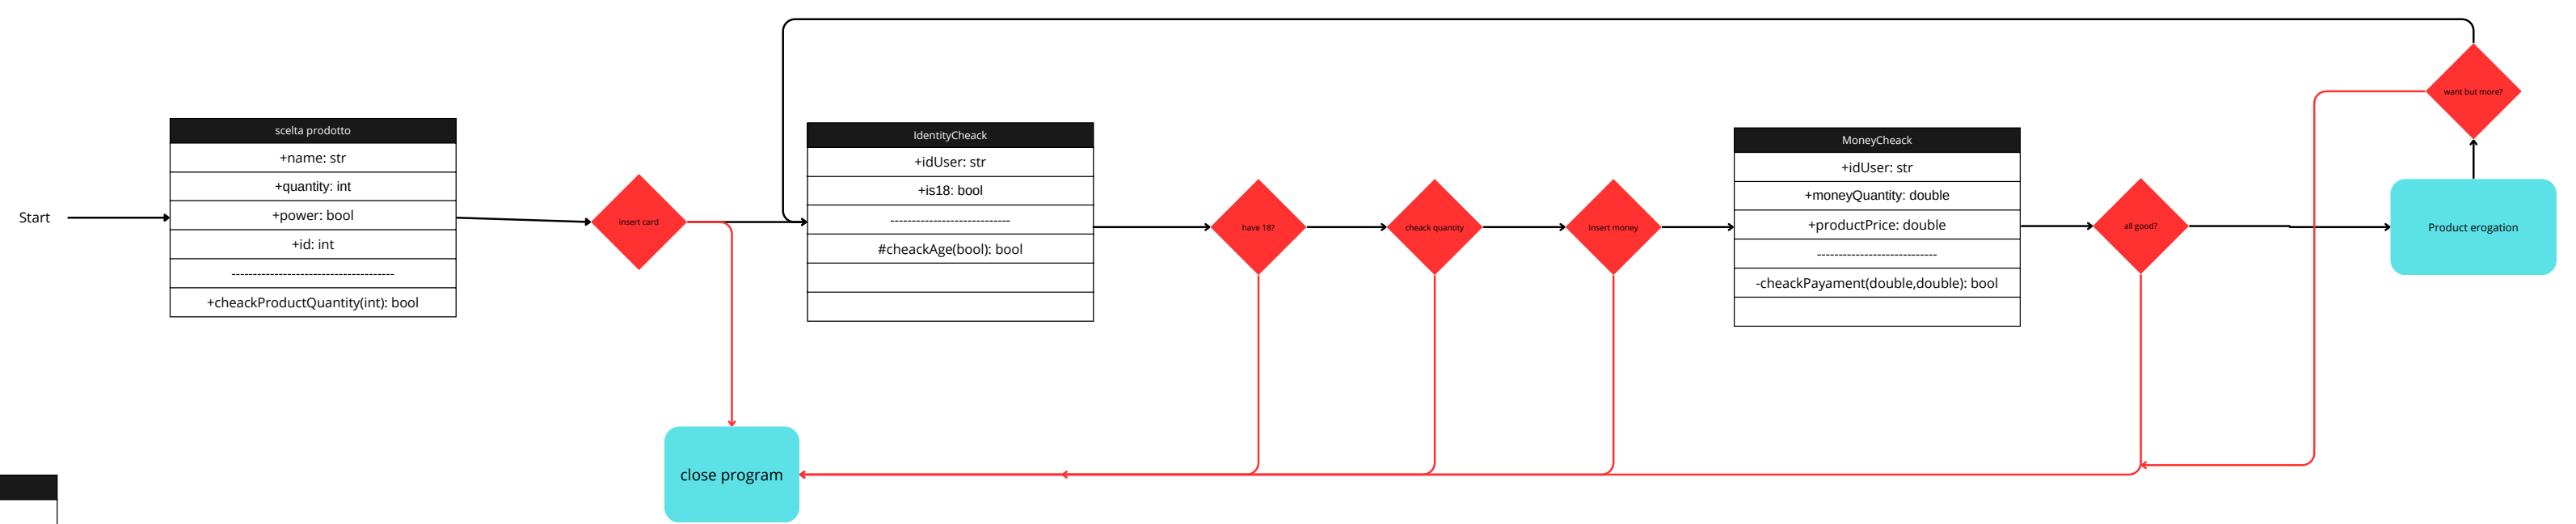 Start
scelta prodotto
+name: str
+quantity: int
+power: bool
+id: int
--------------------------------------
+cheackProductQuantity(int): bool
insert card
IdentityCheack
+idUser: str
+is18: bool
----------------------------
#cheackAge(bool): bool
have 18?
cheack quantity
Insert money
MoneyCheack
+idUser: str
+moneyQuantity: double
+productPrice: double
----------------------------
-cheackPayament(double,double): bool
all good?
Product erogation
want but more?
close program